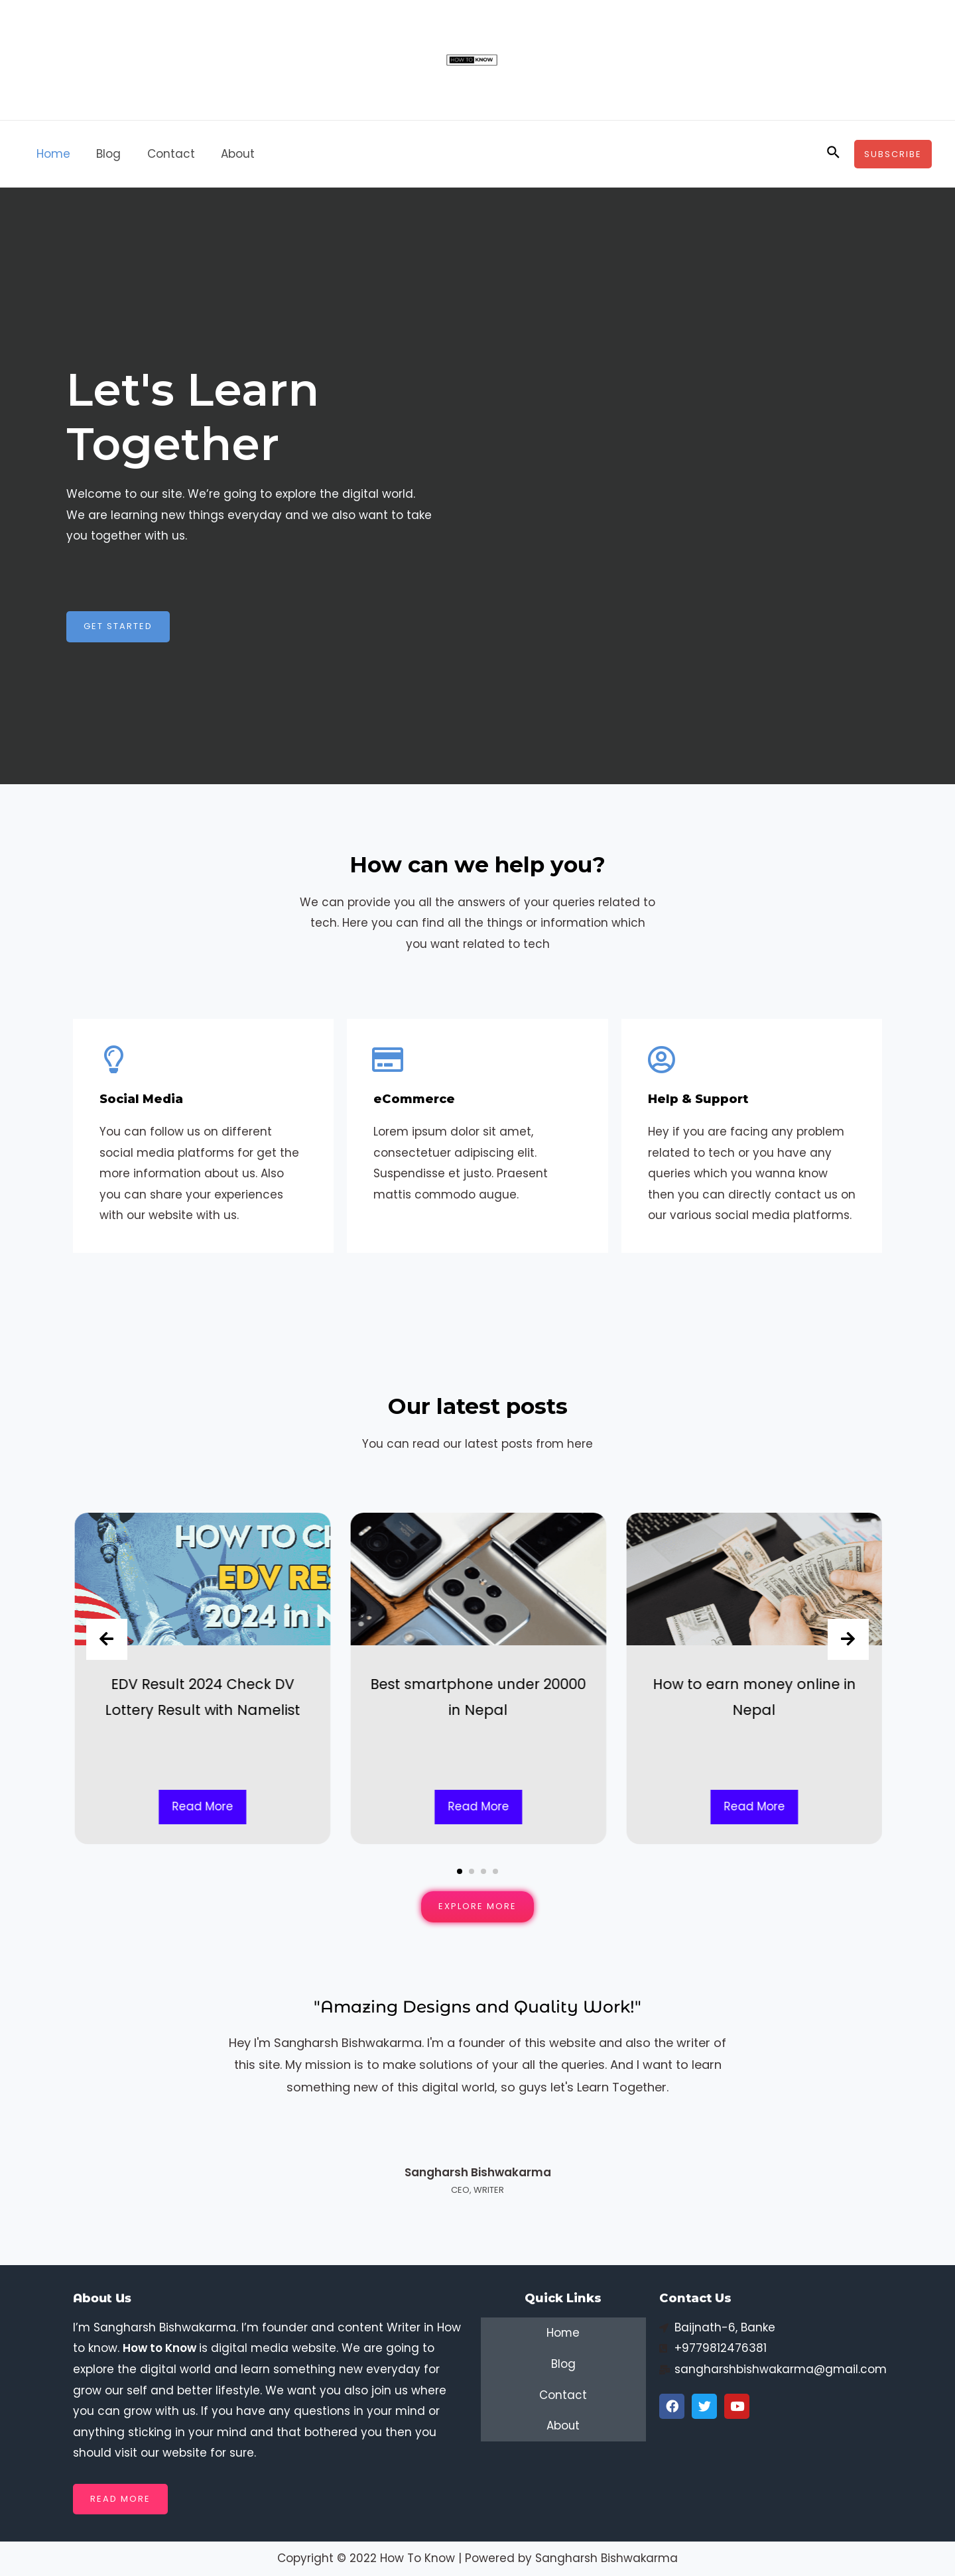 HOW TO KNOW
Home Blog Contact About
SUBSCRIBE
Let's Learn
Together
Welcome to our site. We’re going to explore the digital world.
We are learning new things everyday and we also want to take
you together with us.
GET STARTED
How can we help you?
We can provide you all the answers of your queries related to
tech. Here you can find all the things or information which
you want related to tech
Social Media
You can follow us on different
social media platforms for get the
more information about us. Also
you can share your experiences
with our website with us.
eCommerce
Lorem ipsum dolor sit amet,
consectetuer adipiscing elit.
Suspendisse et justo. Praesent
mattis commodo augue.
Help & Support
Hey if you are facing any problem
related to tech or you have any
queries which you wanna know
then you can directly contact us on
our various social media platforms.
Our latest posts
You can read our latest posts from here
HOW TO CH
EDV RES
2024 in N
EDV Result 2024 Check DV
Lottery Result with Namelist
Read More
Best smartphone under 20000
in Nepal
Read More
How to earn money online in
Nepal
Read More
EXPLORE MORE
"Amazing Designs and Quality Work!"
Hey I'm Sangharsh Bishwakarma. I'm a founder of this website and also the writer of
this site. My mission is to make solutions of your all the queries. And I want to learn
something new of this digital world, so guys let's Learn Together.
Sangharsh Bishwakarma
CEO, WRITER
About Us
I’m Sangharsh Bishwakarma. I’m founder and content Writer in How
to know. How to Know is digital media website. We are going to
explore the digital world and learn something new everyday for
grow our self and better lifestyle. We want you also join us where
you can grow with us. If you have any questions in your mind or
anything sticking in your mind and that bothered you then you
should visit our website for sure.
READ MORE
Quick Links
Home
Blog
Contact
About
Contact Us
Baijnath-6, Banke
+9779812476381
sangharshbishwakarma@gmail.com
Copyright © 2022 How To Know | Powered by Sangharsh Bishwakarma